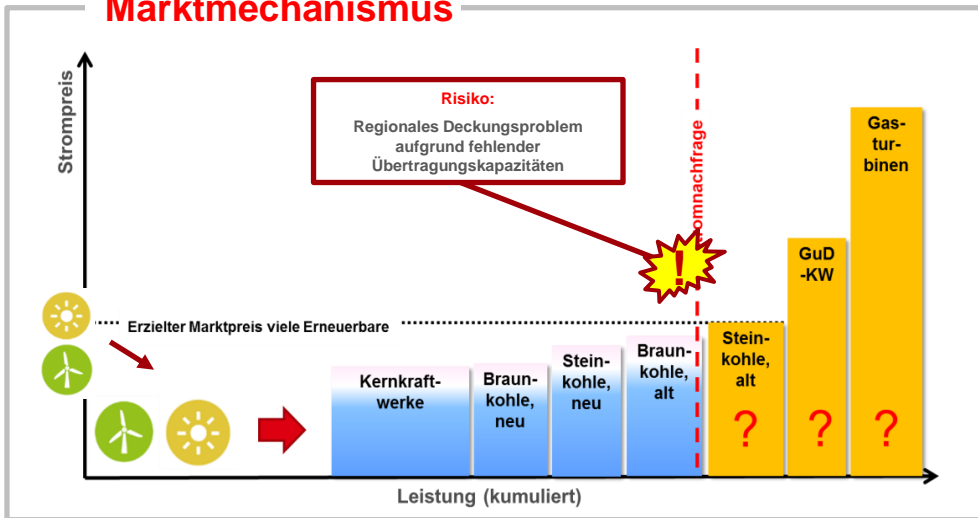 Marktmechanismus
Strompreis
Risiko:
Regionales Deckungsproblem
aufgrund fehlender
Übertragungskapazitäten
romnachfrage
!
Gas-
tur-
binen
GuD
-KW
Erzielter Marktpreis viele Erneuerbare
Kernkraft-
werke
Braun-
kohle,
neu
Stein-
kohle,
neu
Braun-
kohle,
alt
Stein-
kohle,
alt
?
?
?
Leistung (kumuliert)